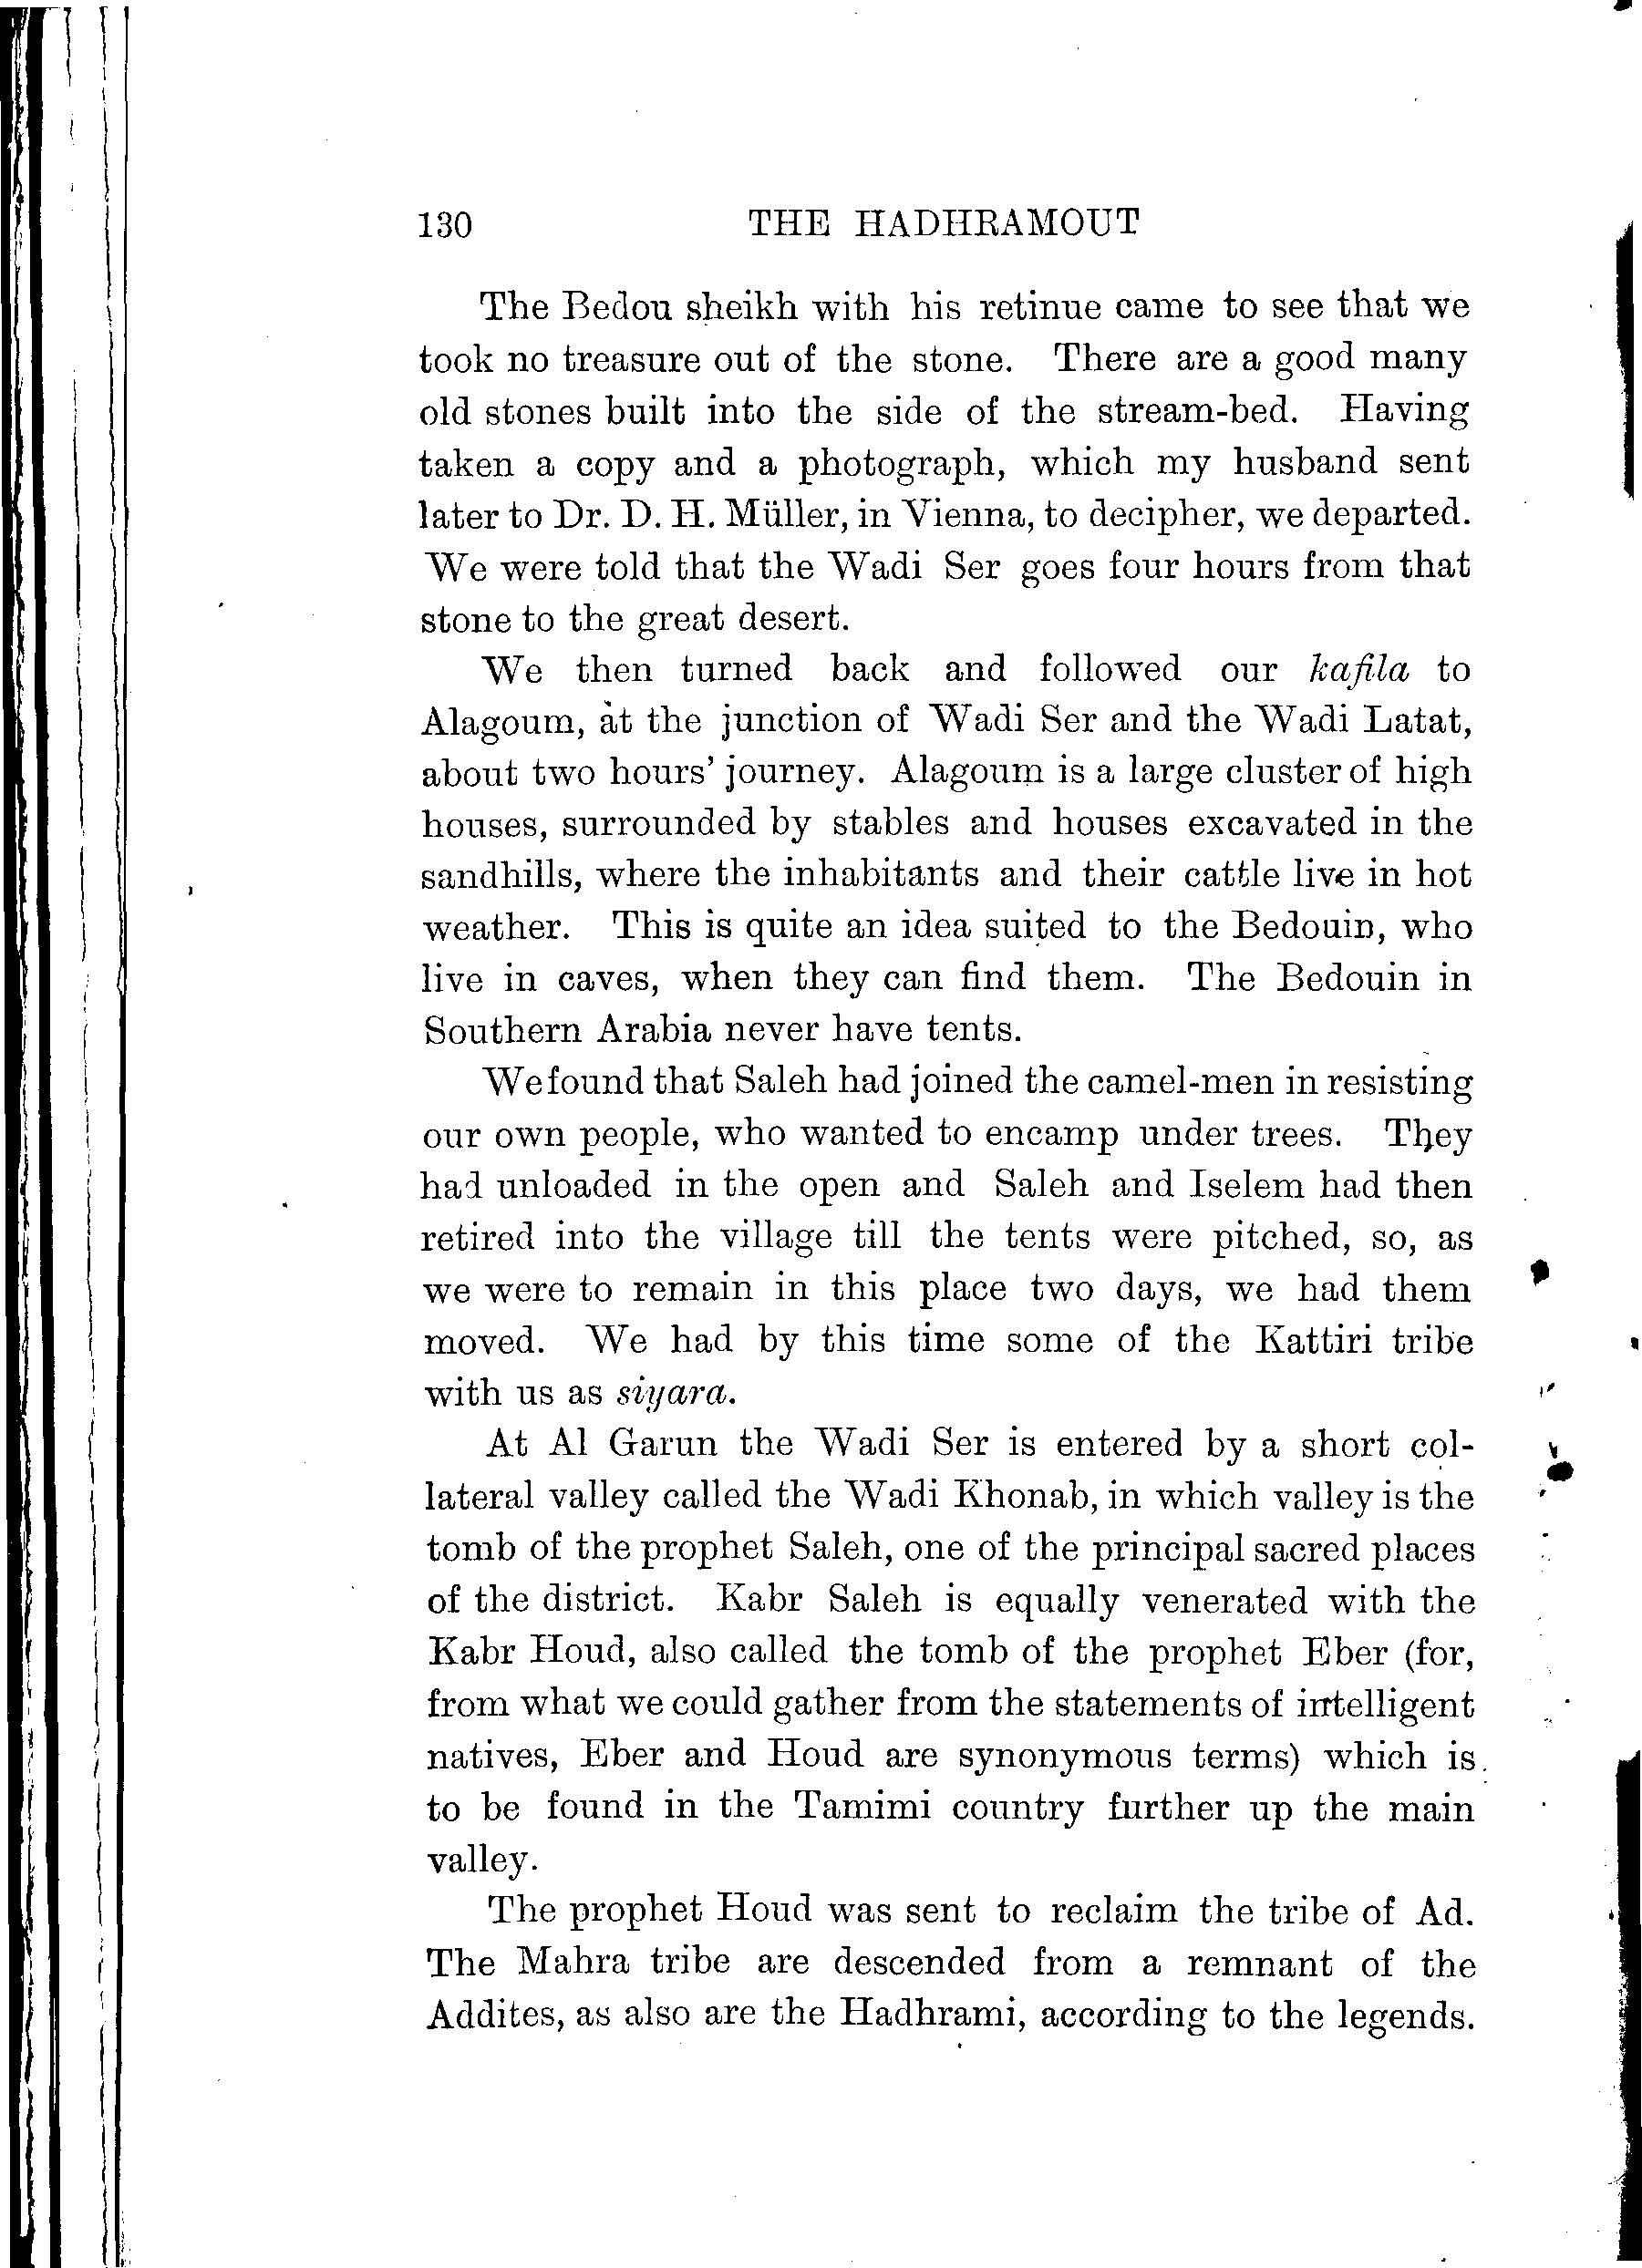 130 THE HADHRAMOUT
The Bedou sheikh with his retinue came to see that we
took no treasure out of the stone. There are a good many
old stones built into the side of the stream-bed. Having
taken a copy and a photograph, which my husband sent
later to Dr. D. H. Müller, in Vienna, to decipher, we departed.
We were told that the Wadi Ser goes four hours from that
stone to the great desert.
We then turned back and followed our kafila to
Alagoum, at the junction of Wadi Ser and the Wadi Latat,
about two hours' journey. Alagoum is a large cluster of high
houses, surrounded by stables and houses excavated in the
sandhills, where the inhabitants and their cattle live in hot
weather. This is quite an idea suited to the Bedouin, who
live in caves, when they can find them. The Bedouin in
Southern Arabia never have tents.
We found that Saleh had joined the camel-men in resisting
our own people, who wanted to encamp under trees. They
had unloaded in the open and Saleh and Iselem had then
retired into the village till the tents were pitched, so, as
we were to remain in this place two days, we had them
moved. We had by this time some of the Kattiri tribe
with us as siyara.
At Al Garun the Wadi Ser is entered by a short col-
lateral valley called the Wadi Khonab, in which valley is the
tomb of the prophet Saleh, one of the principal sacred places
of the district. Kabr Saleh is equally venerated with the
Kabr Houd, also called the tomb of the prophet Eber (for,
from what we could gather from the statements of intelligent
natives, Eber and Houd are synonymous terms) which is
to be found in the Tamimi country further up the main
valley.
The prophet Houd was sent to reclaim the tribe of Ad.
The Mahra tribe are descended from a remnant of the
Addites, as also are the Hadhrami, according to the legends.